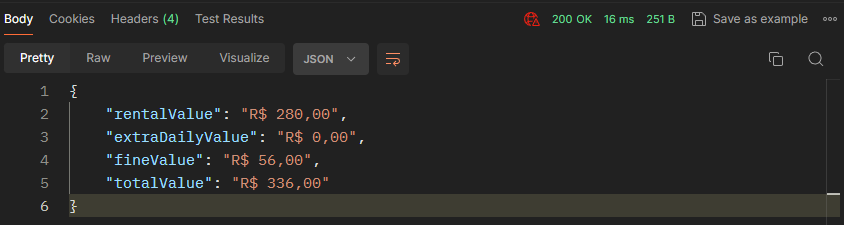 Body Cookies Headers (4) Test Results 200 OK 16 ms 251 B Save as example
Pretty Raw Preview Visualize JSON
1 {
2 "rentalValue": "R$ 280,00",
3 "extraDailyValue": "R$ 0,00",
4 "fineValue": "R$ 56,00",
5 "totalValue": "R$ 336,00"
6 }